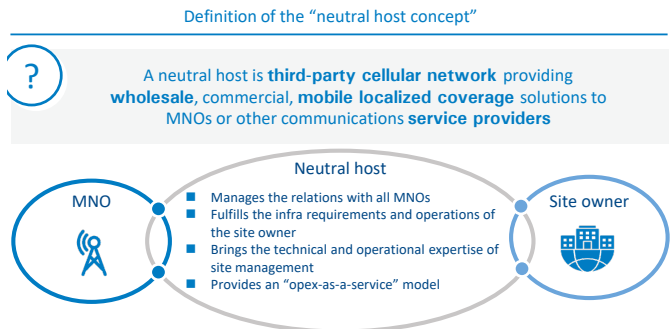 Definition of the “neutral host concept”
?
A neutral host is third-party cellular network providing
wholesale, commercial, mobile localized coverage solutions to
MNOs or other communications service providers
Neutral host
MNO
■ Manages the relations with all MNOs
■ Fulfills the infra requirements and operations of
the site owner
■ Brings the technical and operational expertise of
site management
■ Provides an “opex-as-a-service” model
Site owner